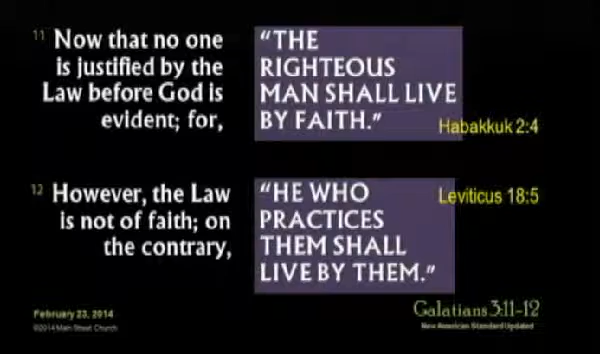 11 Now that no one
is justified by the
Law before God is
evident; for,
“THE
RIGHTEOUS
MAN SHALL LIVE
BY FAITH.”
Habakkuk 2:4
12 However, the Law
is not of faith; on
the contrary,
“HE WHO
PRACTICES
THEM SHALL
LIVE BY THEM.”
Leviticus 18:5
February 23, 2014
©2014 Main Street Church
Galatians 3:11-12
New American Standard Updated